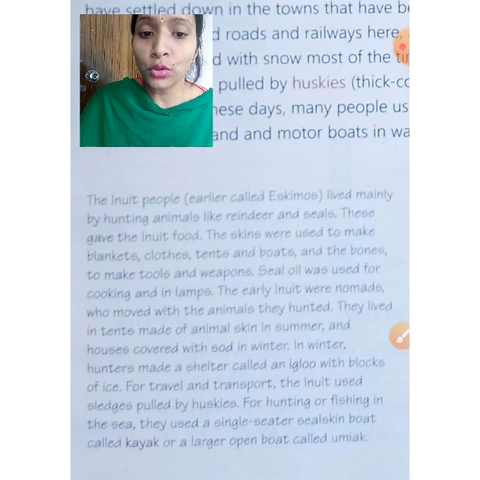 have settled down in the towns that have be
d roads and railways here,
d with snow most of the tim
pulled by huskies (thick-co
hese days, many people us
and and motor boats in wa
The Inuit people (earlier called Eskimos) lived mainly
by hunting animals like reindeer and seals. These
gave the Inuit food. The skins were used to make
blankets, clothes, tents and boats, and the bones,
to make tools and weapons. Seal oil was used for
cooking and in lamps. The early Inuit were nomads,
who moved with the animals they hunted. They lived
in tents made of animal skin in summer, and
houses covered with sod in winter. In winter,
hunters made a shelter called an igloo with blocks
of ice. For travel and transport, the Inuit used
sledges pulled by huskies. For hunting or fishing in
the sea, they used a single-seater sealskin boat
called kayak or a larger open boat called umiak.